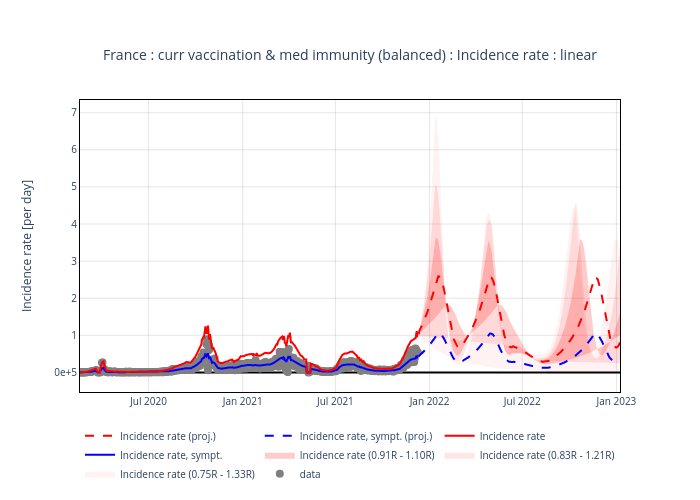 France : curr vaccination & med immunity (balanced) : Incidence rate : linear
Incidence rate [per day]
7
6
5
4
3
2
1
0e+5
Jul 2020
Jan 2021
Jul 2021
Jan 2022
Jul 2022
Jan 2023
Incidence rate (proj.)
Incidence rate, sympt. (proj.)
Incidence rate
Incidence rate, sympt.
Incidence rate (0.91R - 1.10R)
Incidence rate (0.83R - 1.21R)
Incidence rate (0.75R - 1.33R)
data